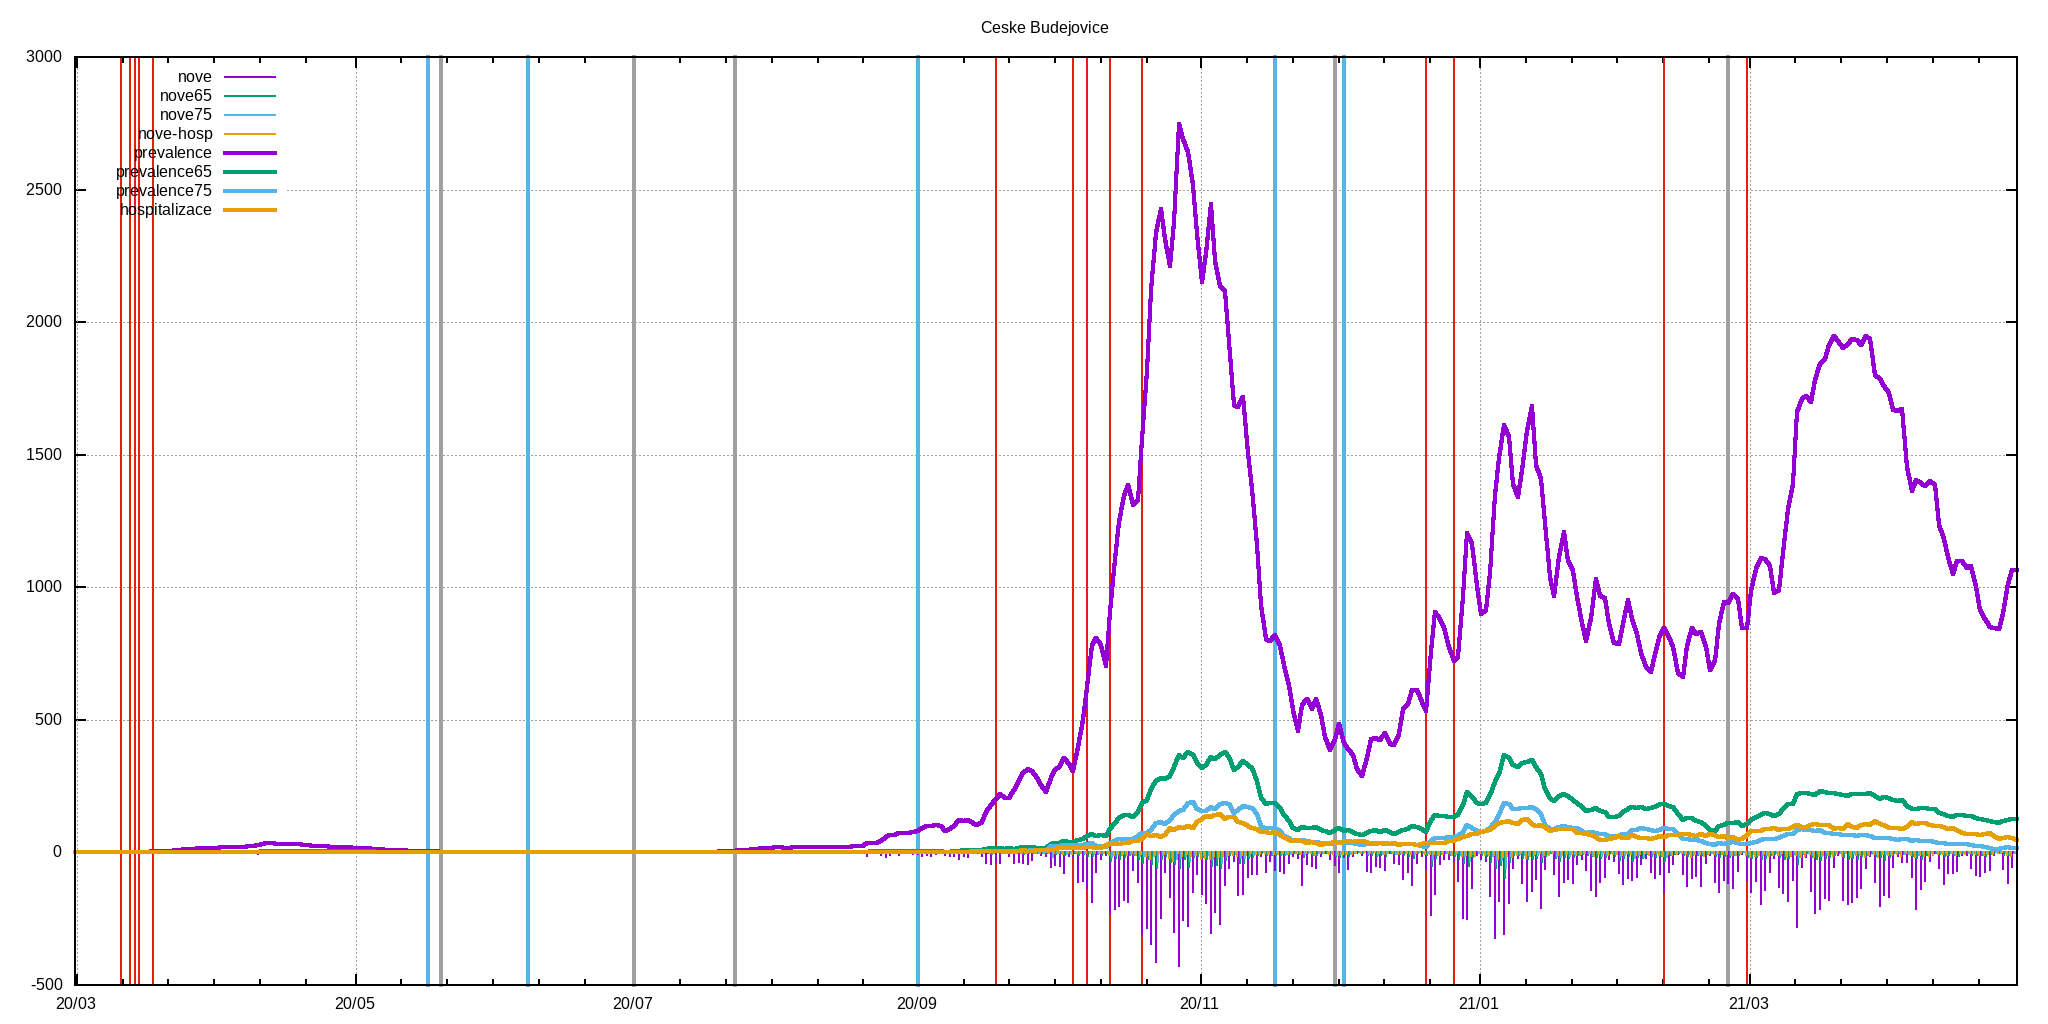 Ceske Budejovice
3000
2500
2000
1500
1000
500
0
-500
nove
nove65
nove75
nove-hosp
prevalence
prevalence65
prevalence75
hospitalizace
20/03 20/05 20/07 20/09 20/11 21/01 21/03